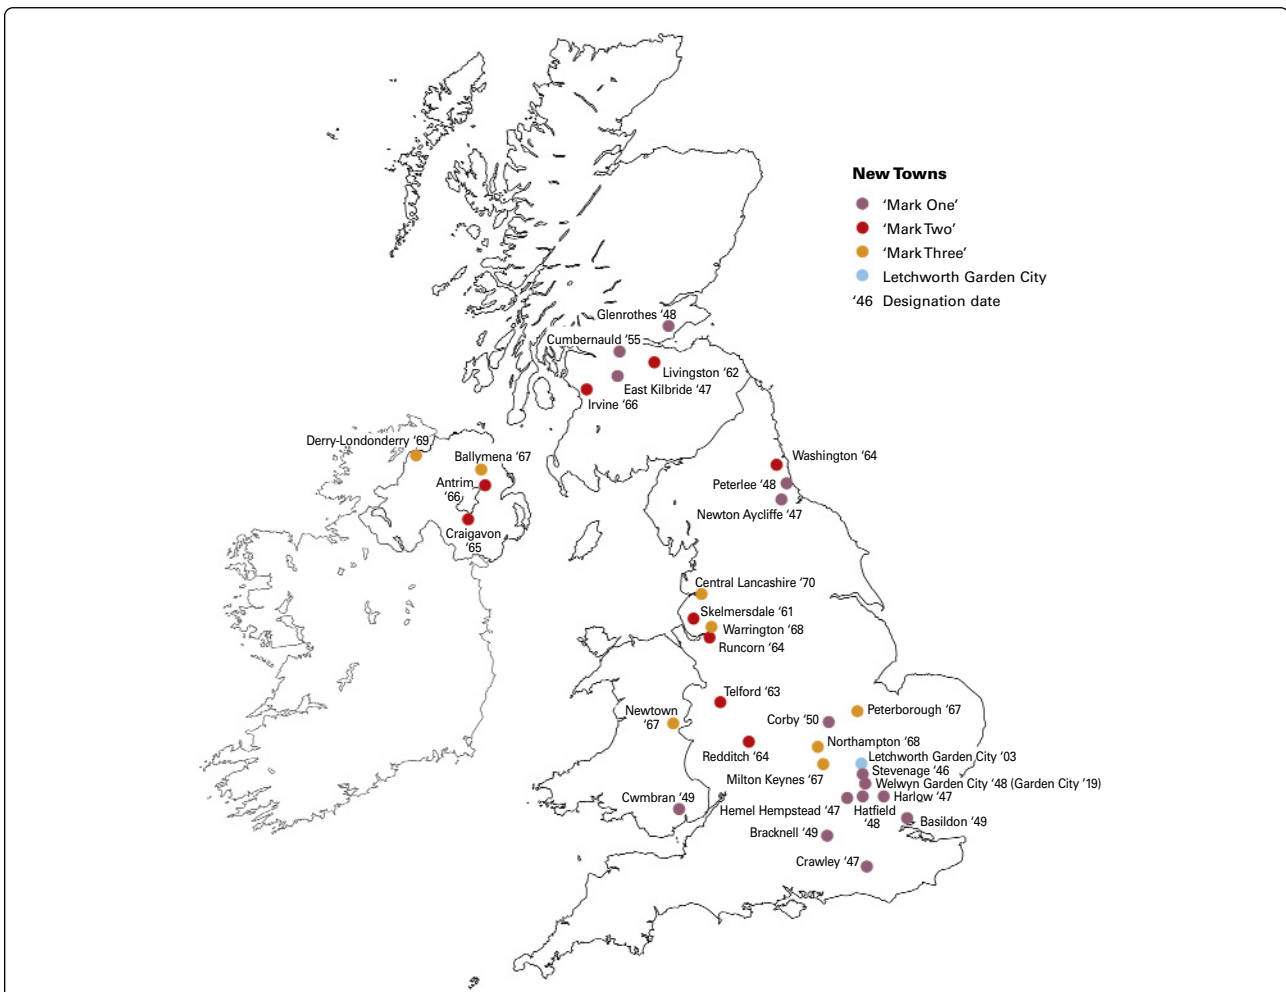 New Towns
‘Mark One’
‘Mark Two’
‘Mark Three’
Letchworth Garden City
‘46 Designation date
Glenrothes ‘48
Cumbernauld ‘55
Livingston ‘62
East Kilbride ‘47
Irvine ‘66
Derry-Londonderry ‘69
Ballymena ‘67
Antrim
‘66
Craigavon
‘65
Washington ‘64
Peterlee ‘48
Newton Aycliffe ‘47
Central Lancashire ‘70
Skelmersdale ‘61
Warrington ‘68
Runcorn ‘64
Telford ‘63
Newtown
‘67
Corby ‘50
Peterborough ‘67
Northampton ‘68
Redditch ‘64
Letchworth Garden City ‘03
Stevenage ‘46
Milton Keynes ‘67
Welwyn Garden City ‘48 (Garden City ’19)
Cwmbran ‘49
Harlow ‘47
Hemel Hempstead ‘47
Hatfield
‘48
Basildon ‘49
Bracknell ‘49
Crawley ‘47